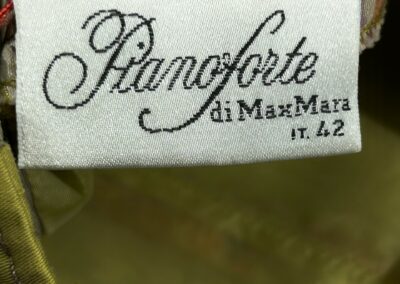 Pianoforte
di MaxMara
IT. 42